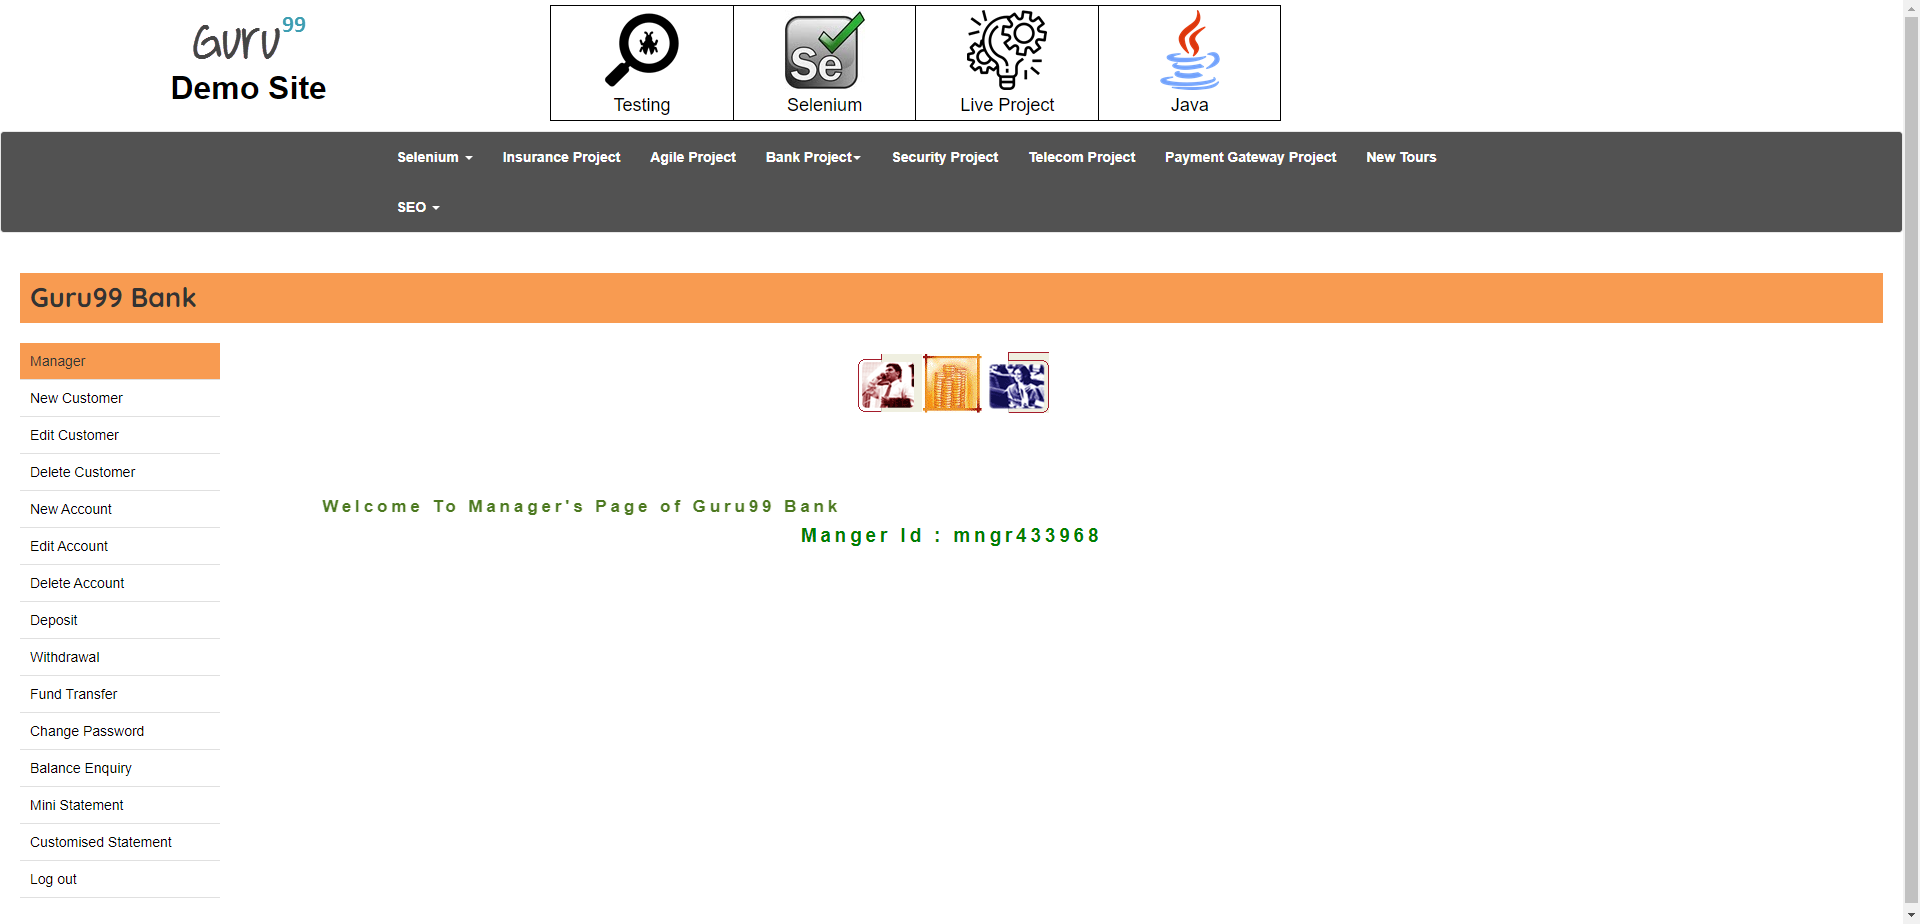 Guru99
Demo Site
Se
Testing
Selenium
Live Project
Java
Selenium
Insurance Project
Agile Project
Bank Project
Security Project
Telecom Project
Payment Gateway Project
New Tours
SEO
Guru99 Bank
Manager
New Customer
Edit Customer
Delete Customer
New Account
Edit Account
Delete Account
Deposit
Withdrawal
Fund Transfer
Change Password
Balance Enquiry
Mini Statement
Customised Statement
Log out
Welcome To Manager's Page of Guru99 Bank
Manger Id : mngr433968